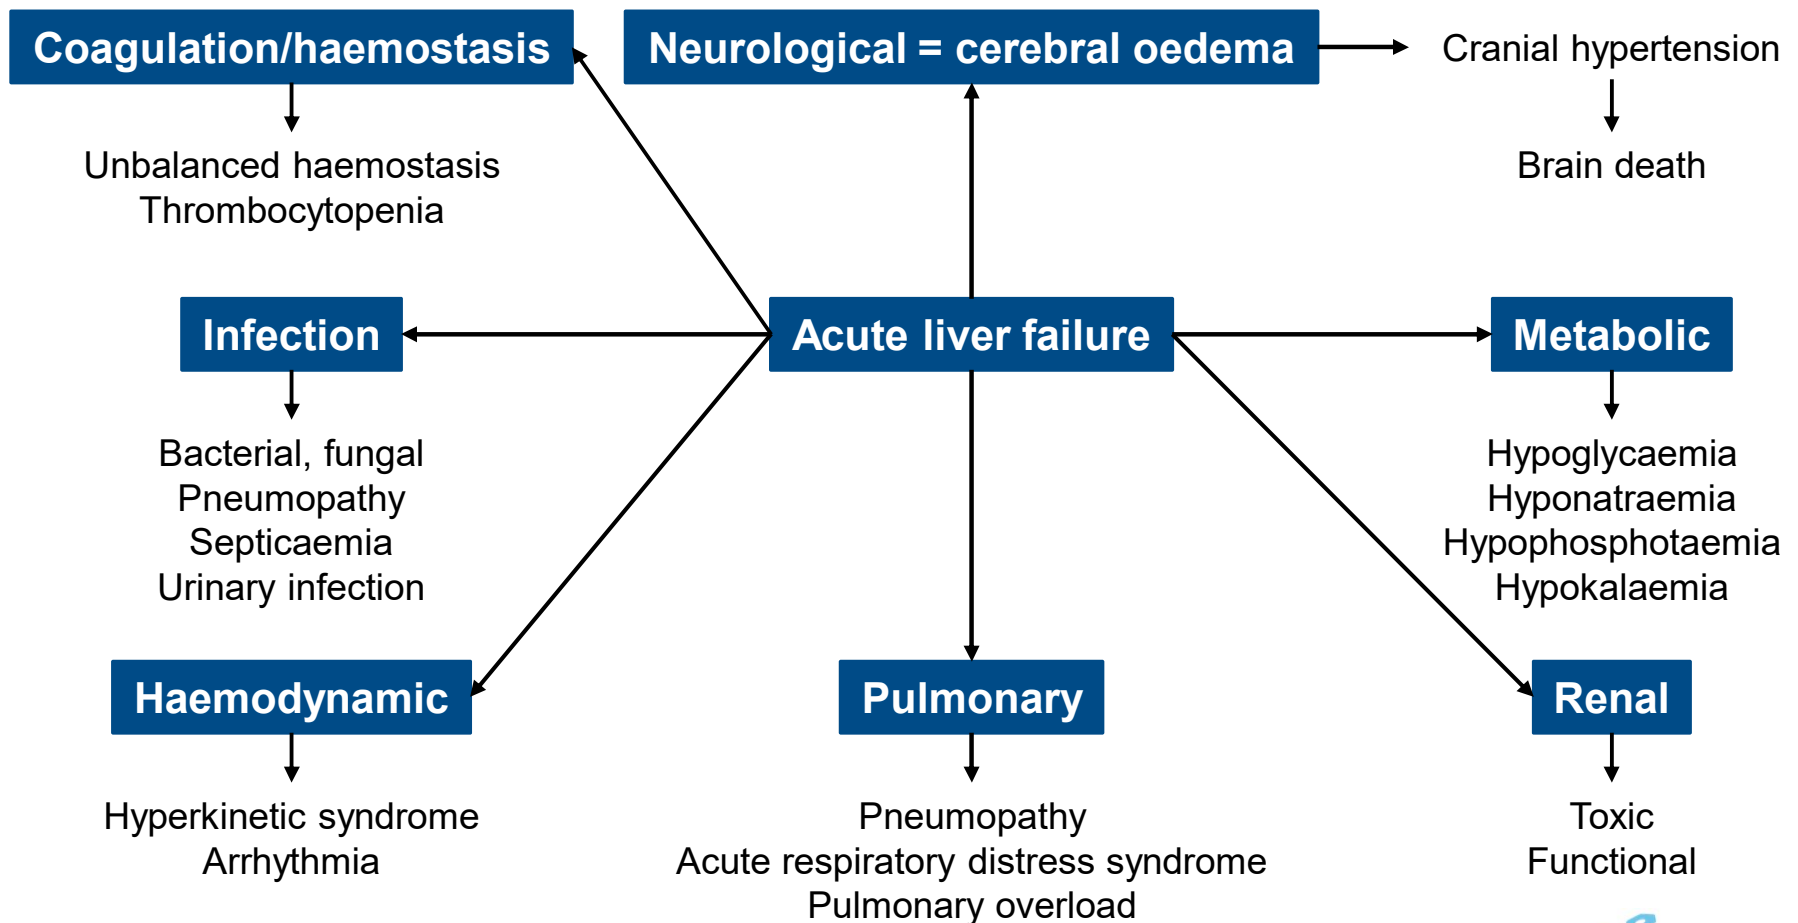 Coagulation/haemostasis
Neurological = cerebral oedema
Cranial hypertension
Brain death
Unbalanced haemostasis
Thrombocytopenia
Infection
Acute liver failure
Metabolic
Bacterial, fungal
Pneumopathy
Septicaemia
Urinary infection
Hypoglycaemia
Hyponatraemia
Hypophosphotaemia
Hypokalaemia
Haemodynamic
Pulmonary
Renal
Hyperkinetic syndrome
Arrhythmia
Pneumopathy
Acute respiratory distress syndrome
Pulmonary overload
Toxic
Functional